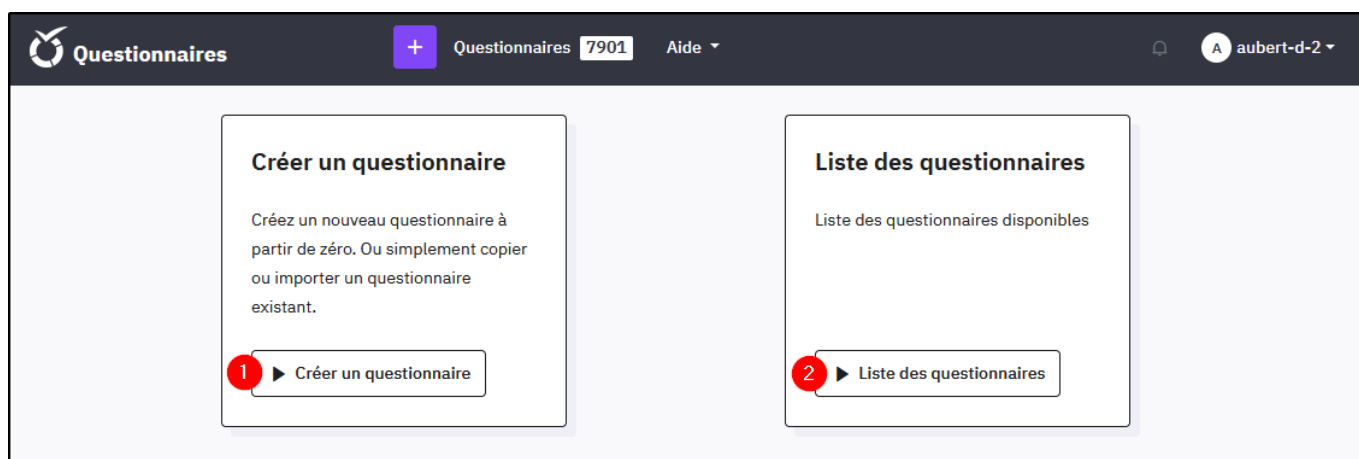 Questionnaires
+ Questionnaires 7901 Aide
A aubert-d-2
Créer un questionnaire
Créez un nouveau questionnaire à
partir de zéro. Ou simplement copier
ou importer un questionnaire
existant.
1 Créer un questionnaire
Liste des questionnaires
Liste des questionnaires disponibles
2 Liste des questionnaires